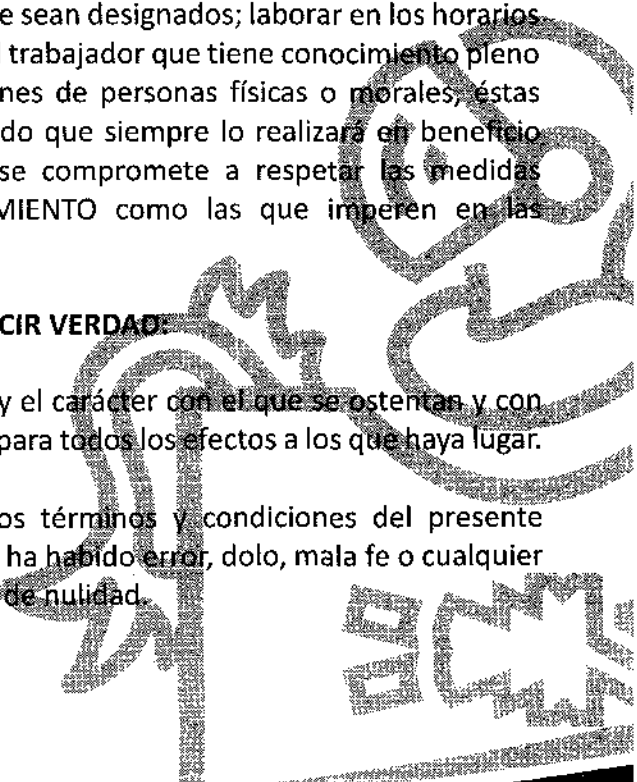 e sean designados; laborar en los horarios
l trabajador que tiene conocimiento pleno
nes de personas físicas o morales, éstas
do que siempre lo realizará en beneficio
se compromete a respetar las medidas
MIENTO como las que imperen en las
CIR VERDAD:
y el carácter con el que se ostentan y con
para todos los efectos a los que haya lugar.
os términos y condiciones del presente
ha habido error, dolo, mala fe o cualquier
de nulidad.